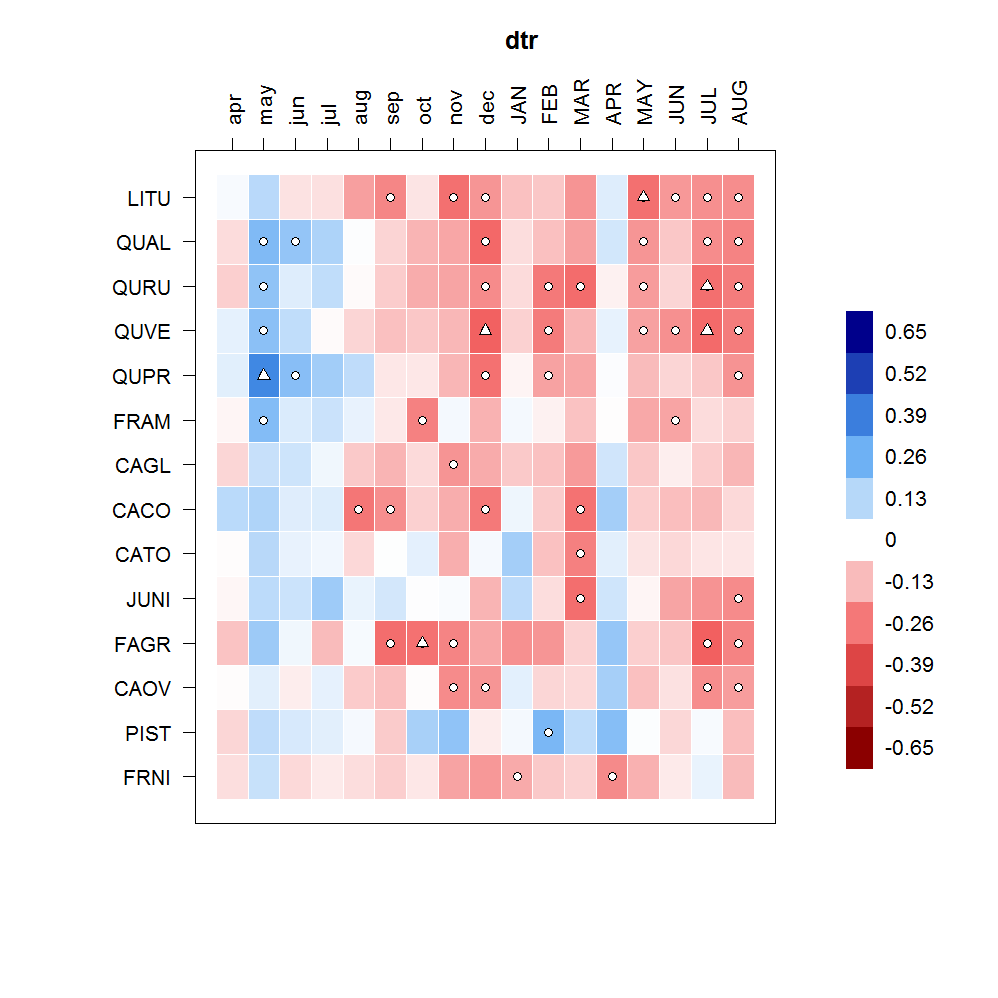 dtr
apr may jun jul aug sep oct nov dec JAN FEB MAR APR MAY JUN JUL AUG
LITU
QUAL
QURU
QUVE
QUPR
FRAM
CAGL
CACO
CATO
JUNI
FAGR
CAOV
PIST
FRNI
0.65
0.52
0.39
0.26
0.13
0
-0.13
-0.26
-0.39
-0.52
-0.65